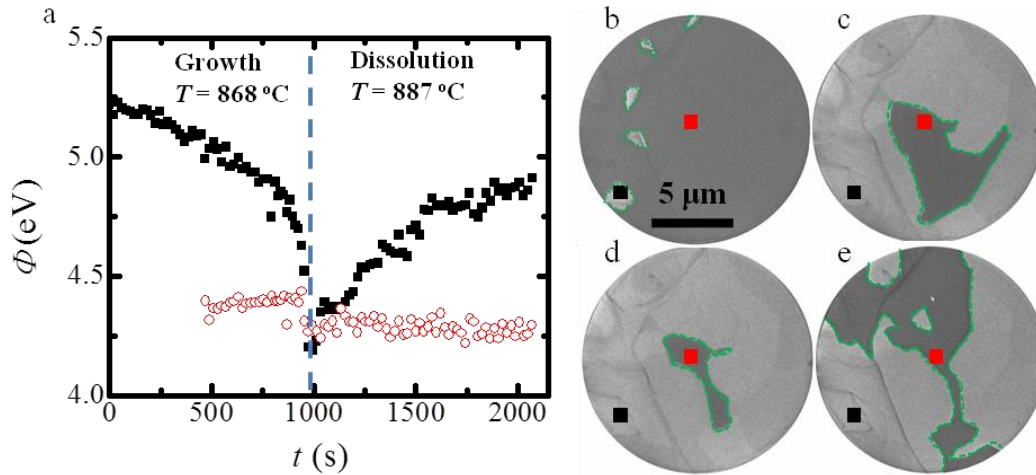 a
Growth
T = 868 °C
Dissolution
T = 887 °C
5.5
5.0
4.5
4.0
Φ (eV)
0
500
1000
1500
2000
t (s)
b
5 μm
c
d
e